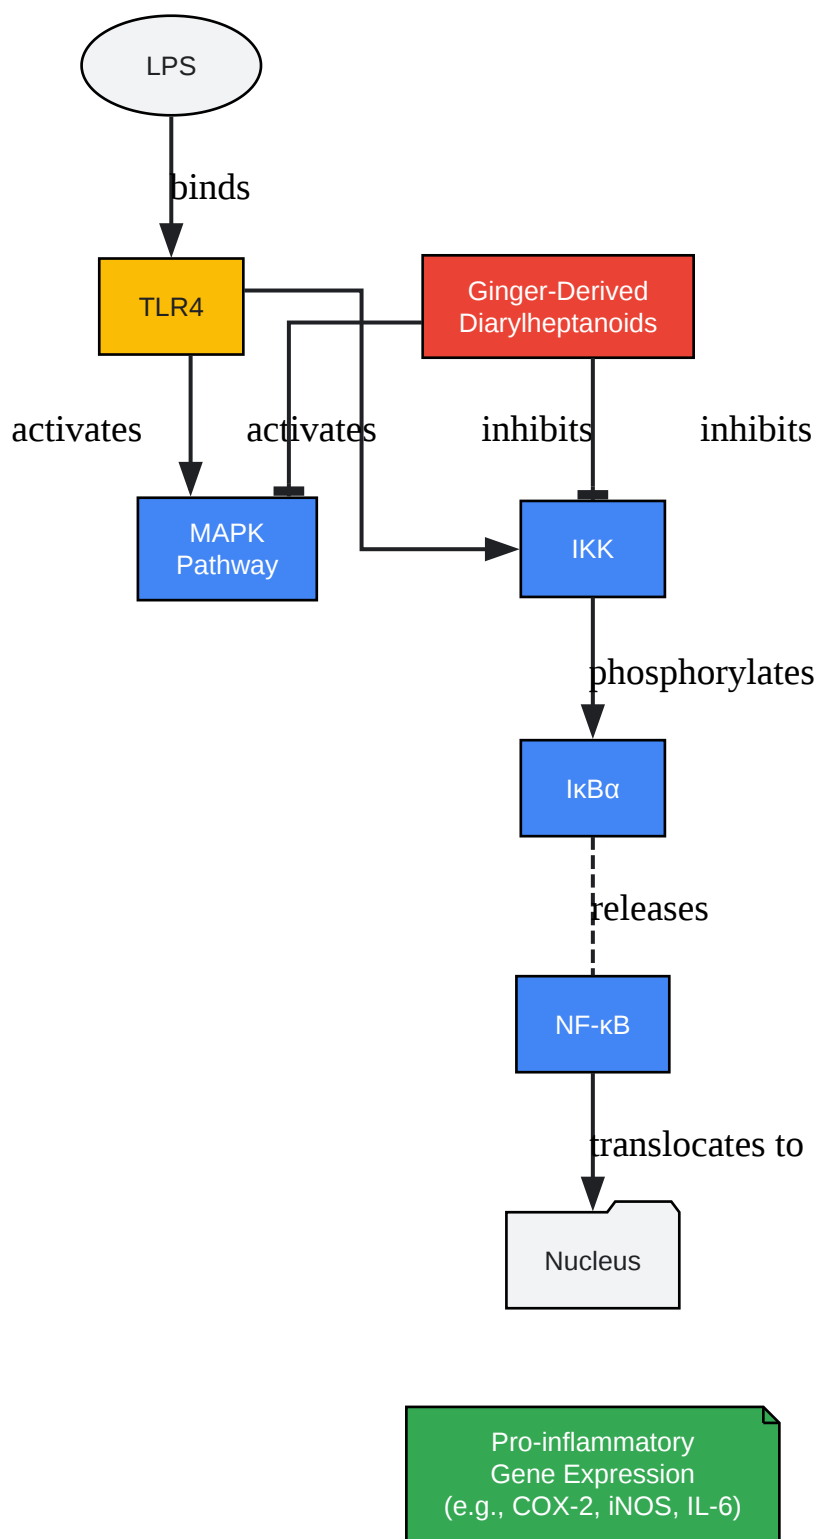 LPS
binds
TLR4
Ginger-Derived
Diarylheptanoids
activates
activates
inhibits
inhibits
MAPK
Pathway
IKK
phosphorylates
IκBα
releases
NF-κB
translocates to
Nucleus
Pro-inflammatory
Gene Expression
(e.g., COX-2, iNOS, IL-6)